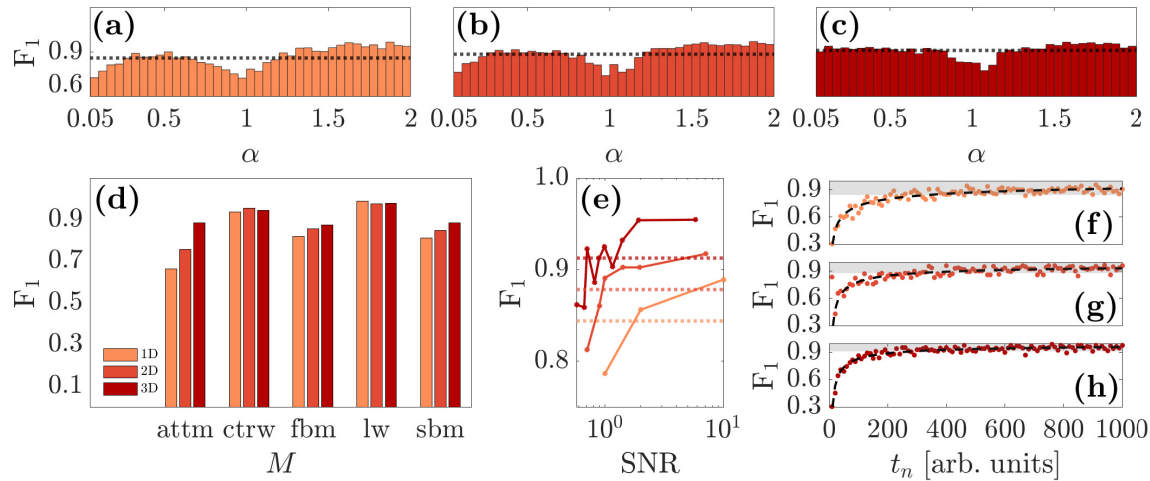 (a)
F1
0.9
0.6
0.05 0.5 1 1.5 2
α
(b)
0.05 0.5 1 1.5 2
α
(c)
0.05 0.5 1 1.5 2
α
(d)
F1
0.9
0.7
0.5
0.3
0.1
1D
2D
3D
attm ctrw fbm lw sbm
M
(e)
F1
1.0
0.9
0.8
10^0 10^1
SNR
(f)
F1
0.9
0.6
0.3
(g)
F1
0.9
0.6
0.3
(h)
F1
0.9
0.6
0.3
0 200 400 600 800 1000
t_n [arb. units]